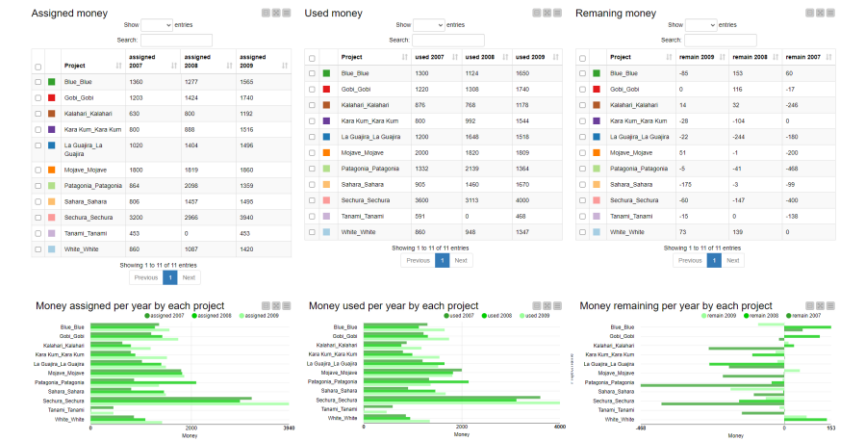 Assigned money
Show entries
Search:
Project assigned 2007 assigned 2008 assigned 2009
Blue_Blue 1360 1277 1565
Gobi_Gobi 1203 1424 1740
Kalahari_Kalahari 630 800 1192
Kara Kum_Kara Kum 800 888 1516
La Guajira_La Guajira 1020 1404 1496
Mojave_Mojave 1800 1819 1860
Patagonia_Patagonia 864 2098 1359
Sahara_Sahara 806 1457 1495
Sechura_Sechura 3200 2966 3940
Tanami_Tanami 453 0 453
White_White 860 1087 1420
Showing 1 to 11 of 11 entries
Previous 1 Next
Used money
Show entries
Search:
Project used 2007 used 2008 used 2009
Blue_Blue 1300 1124 1650
Gobi_Gobi 1220 1308 1740
Kalahari_Kalahari 876 768 1178
Kara Kum_Kara Kum 800 992 1544
La Guajira_La Guajira 1200 1648 1518
Mojave_Mojave 2000 1820 1809
Patagonia_Patagonia 1332 2139 1364
Sahara_Sahara 905 1460 1670
Sechura_Sechura 3600 3113 4000
Tanami_Tanami 591 0 468
White_White 860 948 1347
Showing 1 to 11 of 11 entries
Previous 1 Next
Remaning money
Show entries
Search:
Project remain 2009 remain 2008 remain 2007
Blue_Blue -85 153 60
Gobi_Gobi 0 116 -17
Kalahari_Kalahari 14 32 -246
Kara Kum_Kara Kum -28 -104 0
La Guajira_La Guajira -22 -244 -180
Mojave_Mojave 51 -1 -200
Patagonia_Patagonia -5 -41 -468
Sahara_Sahara -175 -3 -99
Sechura_Sechura -60 -147 -400
Tanami_Tanami -15 0 -138
White_White 73 139 0
Showing 1 to 11 of 11 entries
Previous 1 Next
Money assigned per year by each project
assigned 2007 assigned 2008 assigned 2009
Blue_Blue
Gobi_Gobi
Kalahari_Kalahari
Kara Kum_Kara Kum
La Guajira_La Guajira
Mojave_Mojave
Patagonia_Patagonia
Sahara_Sahara
Sechura_Sechura
Tanami_Tanami
White_White
0 2000 3940
Money
Money used per year by each project
used 2007 used 2008 used 2009
Blue_Blue
Gobi_Gobi
Kalahari_Kalahari
Kara Kum_Kara Kum
La Guajira_La Guajira
Mojave_Mojave
Patagonia_Patagonia
Sahara_Sahara
Sechura_Sechura
Tanami_Tanami
White_White
0 2000 4000
Money
Money remaining per year by each project
remain 2009 remain 2008 remain 2007
Blue_Blue
Gobi_Gobi
Kalahari_Kalahari
Kara Kum_Kara Kum
La Guajira_La Guajira
Mojave_Mojave
Patagonia_Patagonia
Sahara_Sahara
Sechura_Sechura
Tanami_Tanami
White_White
-468 0 153
Money